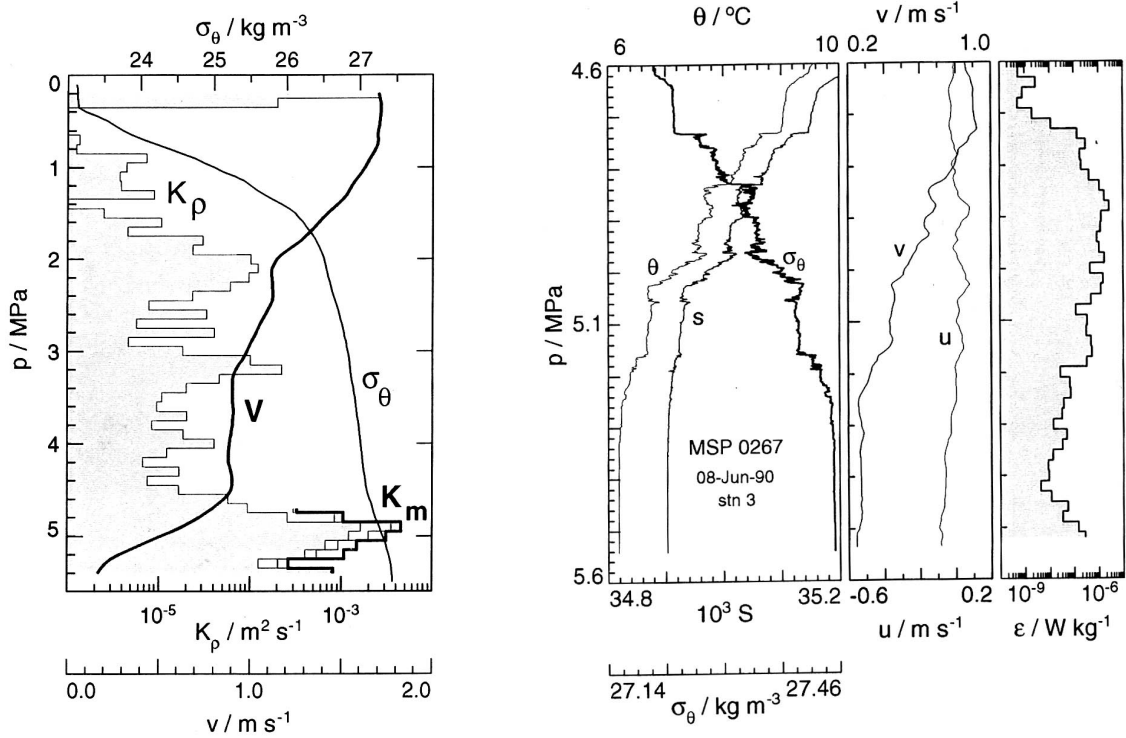 σθ / kg m-3
24 25 26 27
0
1
2
3
4
5
p / MPa
Kρ
V
σθ
Km
10-5 10-3
Kρ / m2 s-1
0.0 1.0 2.0
v / m s-1
θ / oC
6 10
4.6
5.1
5.6
p / MPa
θ
s
σθ
MSP 0267
08-Jun-90
stn 3
34.8 35.2
103 S
27.14 27.46
σθ / kg m-3
v / m s-1
0.2 1.0
v
u
-0.6 0.2
u / m s-1
10-9 10-6
ε / W kg-1